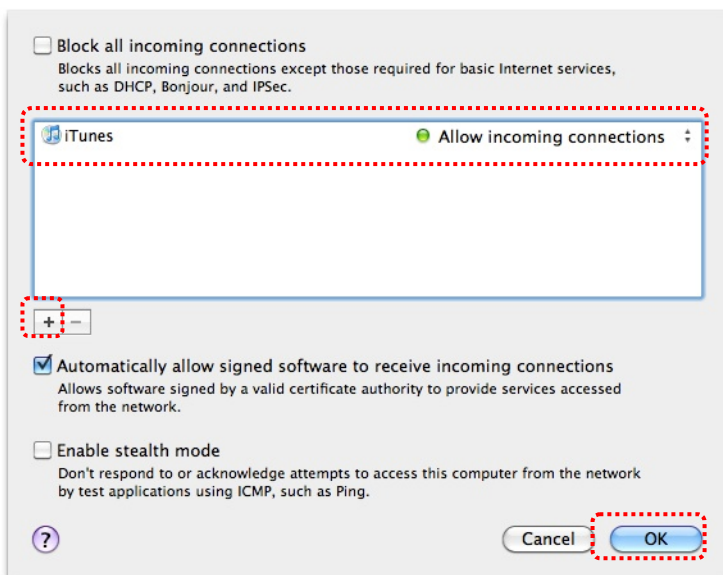 Block all incoming connections
Blocks all incoming connections except those required for basic Internet services,
such as DHCP, Bonjour, and IPSec.
iTunes Allow incoming connections
+ −
Automatically allow signed software to receive incoming connections
Allows software signed by a valid certificate authority to provide services accessed
from the network.
Enable stealth mode
Don't respond to or acknowledge attempts to access this computer from the network
by test applications using ICMP, such as Ping.
? Cancel OK